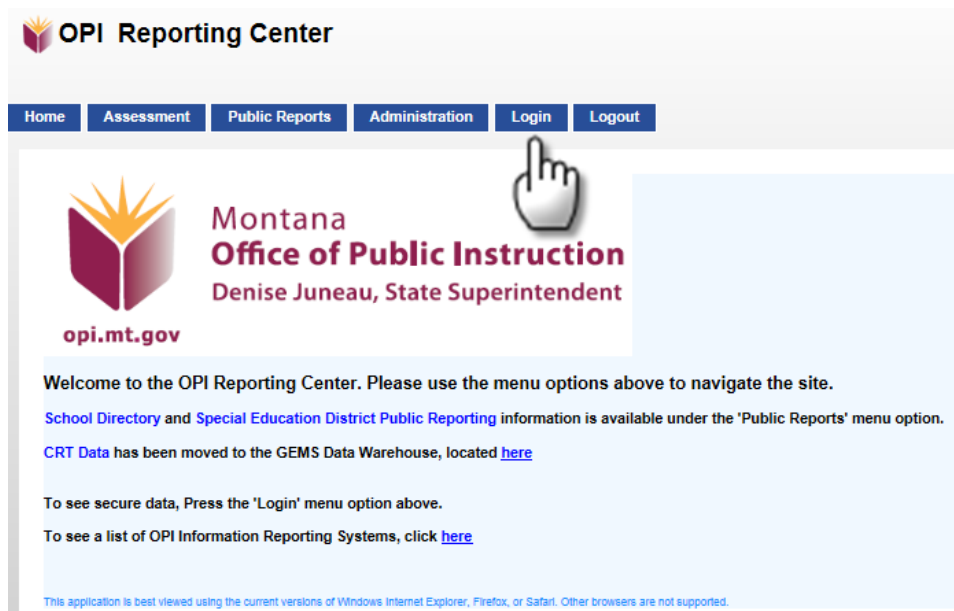 OPI Reporting Center
Home Assessment Public Reports Administration Login Logout
Montana
Office of Public Instruction
Denise Juneau, State Superintendent
opi.mt.gov
Welcome to the OPI Reporting Center. Please use the menu options above to navigate the site.
School Directory and Special Education District Public Reporting information is available under the 'Public Reports' menu option.
CRT Data has been moved to the GEMS Data Warehouse, located here
To see secure data, Press the 'Login' menu option above.
To see a list of OPI Information Reporting Systems, click here
This application is best viewed using the current versions of Windows Internet Explorer, Firefox, or Safari. Other browsers are not supported.